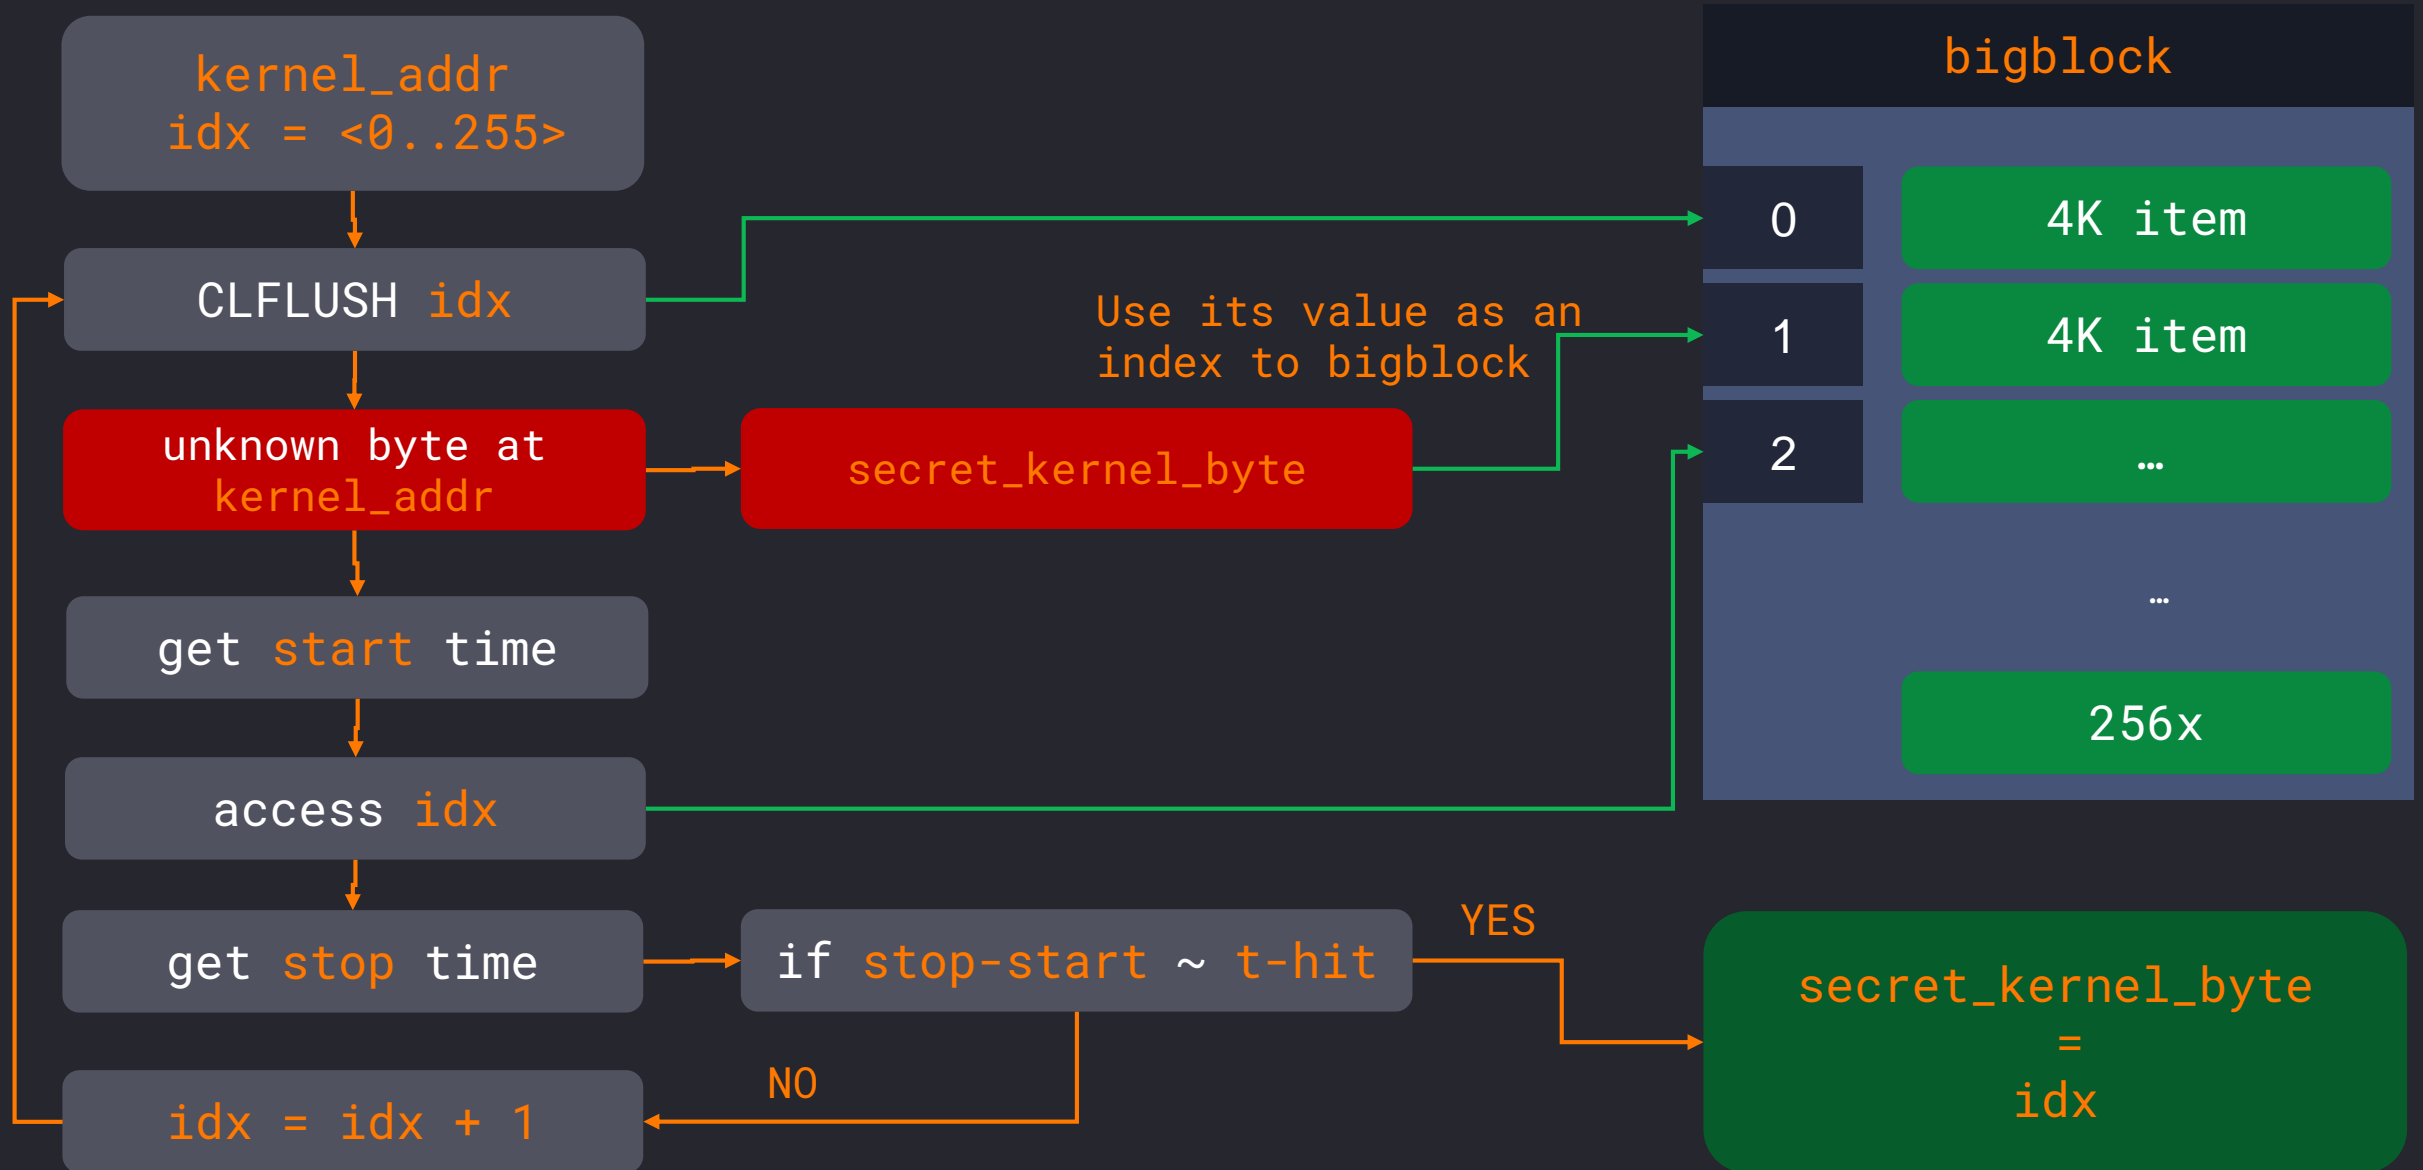 kernel_addr
idx = <0..255>
CLFLUSH idx
unknown byte at
kernel_addr
secret_kernel_byte
Use its value as an
index to bigblock
get start time
access idx
get stop time
if stop-start ~ t-hit
YES
NO
idx = idx + 1
secret_kernel_byte
=
idx
bigblock
0
4K item
1
4K item
2
…
…
256x